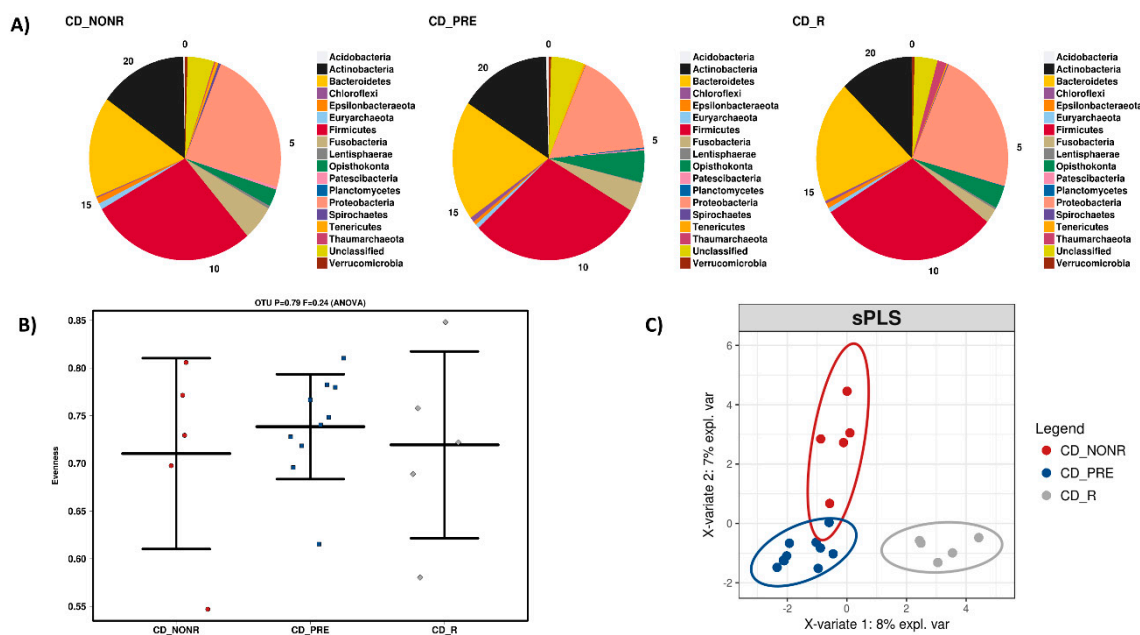 A)
CD_NONR
CD_PRE
CD_R
0
5
10
15
20
Acidobacteria
Actinobacteria
Bacteroidetes
Chloroflexi
Epsilonbacteraeota
Euryarchaeota
Firmicutes
Fusobacteria
Lentisphaerae
Opisthokonta
Patescibacteria
Planctomycetes
Proteobacteria
Spirochaetes
Tenericutes
Thaumarchaeota
Unclassified
Verrucomicrobia
0
5
10
15
20
Acidobacteria
Actinobacteria
Bacteroidetes
Chloroflexi
Epsilonbacteraeota
Euryarchaeota
Firmicutes
Fusobacteria
Lentisphaerae
Opisthokonta
Patescibacteria
Planctomycetes
Proteobacteria
Spirochaetes
Tenericutes
Thaumarchaeota
Unclassified
Verrucomicrobia
0
5
10
15
20
Acidobacteria
Actinobacteria
Bacteroidetes
Chloroflexi
Epsilonbacteraeota
Euryarchaeota
Firmicutes
Fusobacteria
Lentisphaerae
Opisthokonta
Patescibacteria
Planctomycetes
Proteobacteria
Spirochaetes
Tenericutes
Thaumarchaeota
Unclassified
Verrucomicrobia
B)
OTU P=0.79 F=0.24 (ANOVA)
Evenness
0.85
0.80
0.75
0.70
0.65
0.60
0.55
CD_NONR
CD_PRE
CD_R
C)
sPLS
X-variate 2: 7% expl. var
6
4
2
0
-2
-2
0
2
4
X-variate 1: 8% expl. var
Legend
CD_NONR
CD_PRE
CD_R